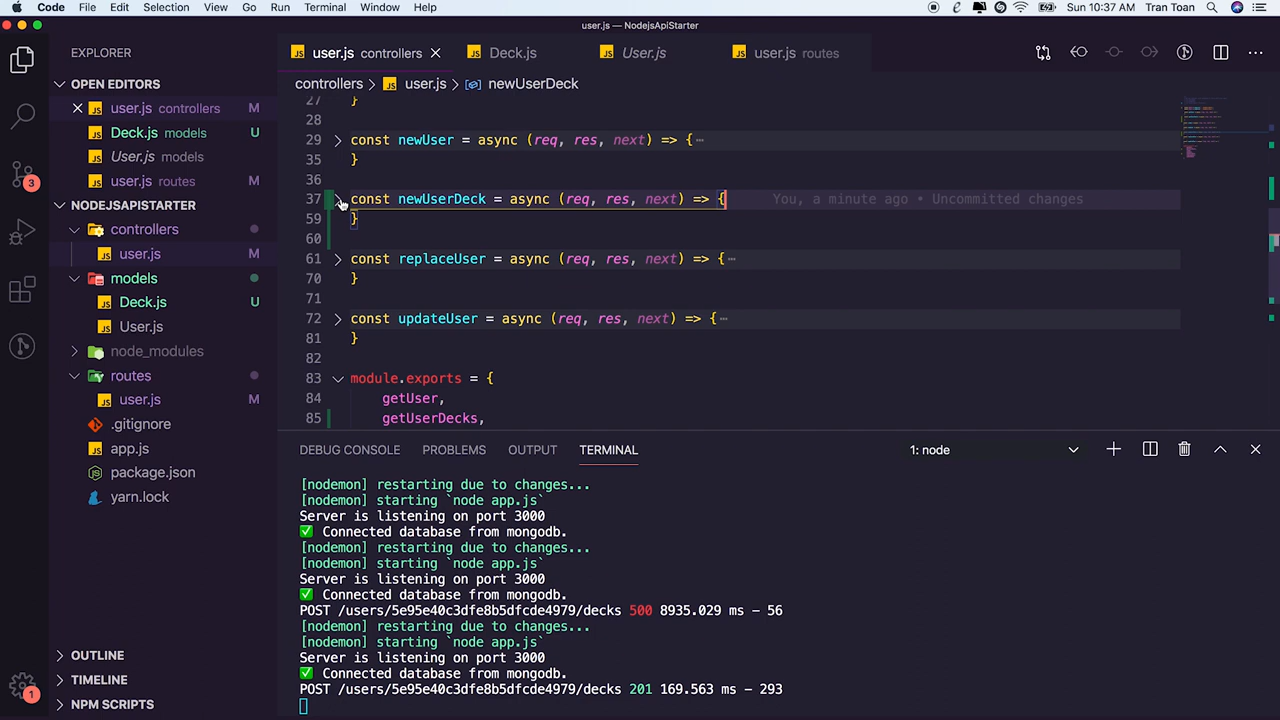 Code File Edit Selection View Go Run Terminal Window Help Sun 10:37 AM Tran Toan
user.js — NodejsApiStarter
EXPLORER
OPEN EDITORS
user.js controllers M
Deck.js models U
User.js models
user.js routes M
NODEJSAPISTARTER
controllers
user.js M
models
Deck.js U
User.js
node_modules
routes
user.js M
.gitignore
app.js
package.json
yarn.lock
OUTLINE
TIMELINE
NPM SCRIPTS
3
1
user.js controllers Deck.js User.js user.js routes
controllers > user.js > newUserDeck
27 }
28
29 const newUser = async (req, res, next) => {⋯
35 }
36
37 const newUserDeck = async (req, res, next) => { You, a minute ago • Uncommitted changes
59 }
60
61 const replaceUser = async (req, res, next) => {⋯
70 }
71
72 const updateUser = async (req, res, next) => {⋯
81 }
82
83 module.exports = {
84 getUser,
85 getUserDecks,
DEBUG CONSOLE PROBLEMS OUTPUT TERMINAL 1: node
[nodemon] restarting due to changes...
[nodemon] starting `node app.js`
Server is listening on port 3000
✅ Connected database from mongodb.
[nodemon] restarting due to changes...
[nodemon] starting `node app.js`
Server is listening on port 3000
✅ Connected database from mongodb.
POST /users/5e95e40c3dfe8b5dfcde4979/decks 500 8935.029 ms - 56
[nodemon] restarting due to changes...
[nodemon] starting `node app.js`
Server is listening on port 3000
✅ Connected database from mongodb.
POST /users/5e95e40c3dfe8b5dfcde4979/decks 201 169.563 ms - 293